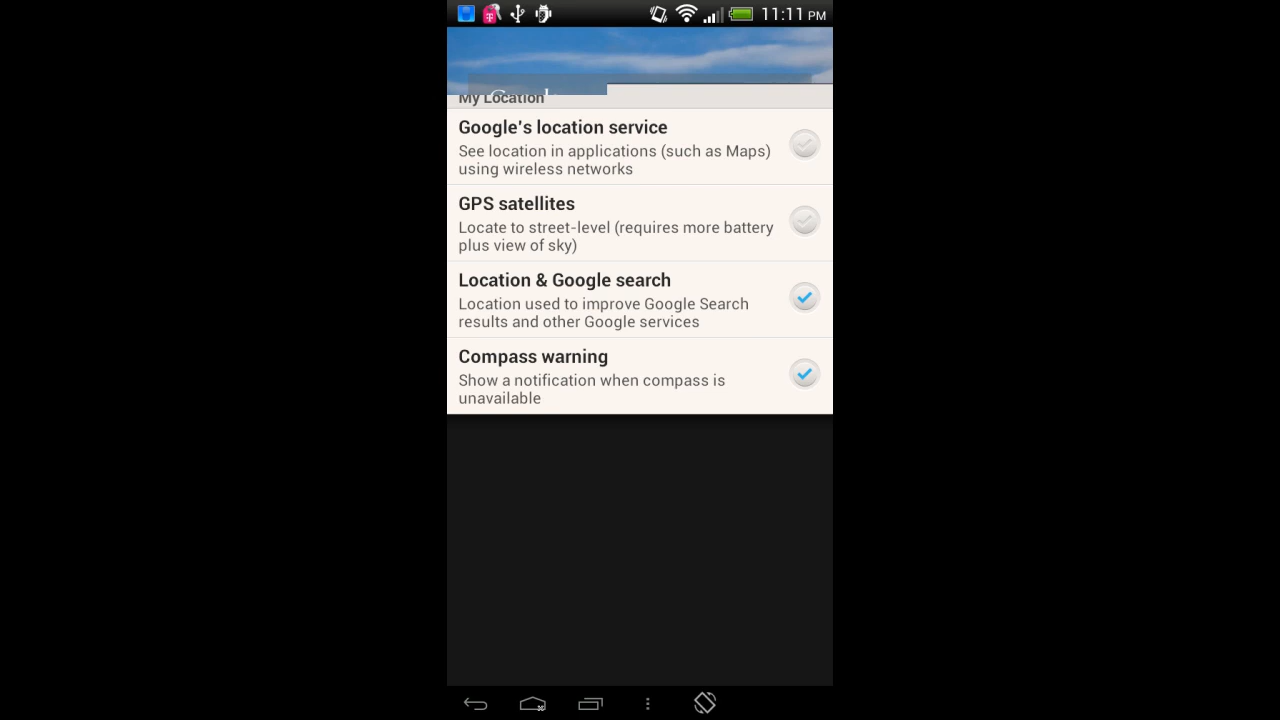 11:11 PM
My Location
Google's location service
See location in applications (such as Maps)
using wireless networks
GPS satellites
Locate to street-level (requires more battery
plus view of sky)
Location & Google search
Location used to improve Google Search
results and other Google services
Compass warning
Show a notification when compass is
unavailable